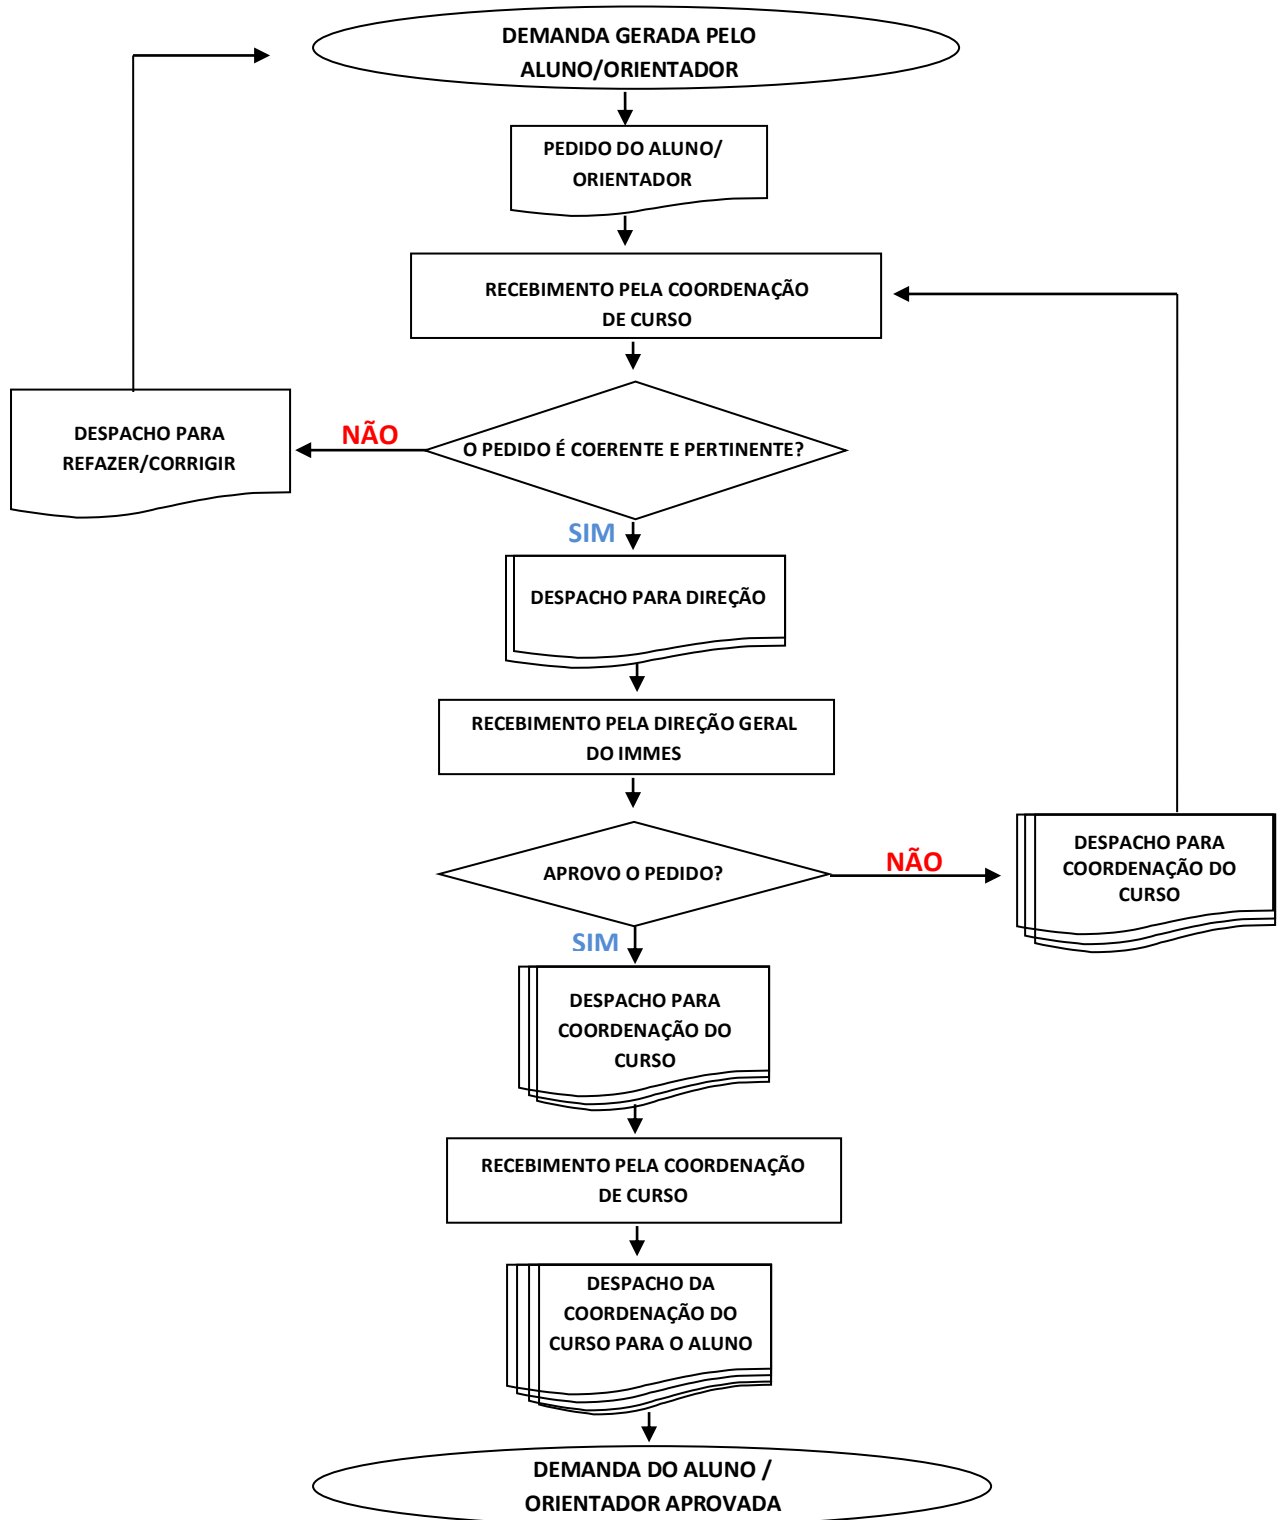 DEMANDA GERADA PELO
ALUNO/ORIENTADOR
PEDIDO DO ALUNO/
ORIENTADOR
RECEBIMENTO PELA COORDENAÇÃO
DE CURSO
DESPACHO PARA
REFAZER/CORRIGIR
NÃO
O PEDIDO É COERENTE E PERTINENTE?
SIM
DESPACHO PARA DIREÇÃO
RECEBIMENTO PELA DIREÇÃO GERAL
DO IMMES
APROVO O PEDIDO?
NÃO
DESPACHO PARA
COORDENAÇÃO DO
CURSO
SIM
DESPACHO PARA
COORDENAÇÃO DO
CURSO
RECEBIMENTO PELA COORDENAÇÃO
DE CURSO
DESPACHO DA
COORDENAÇÃO DO
CURSO PARA O ALUNO
DEMANDA DO ALUNO /
ORIENTADOR APROVADA